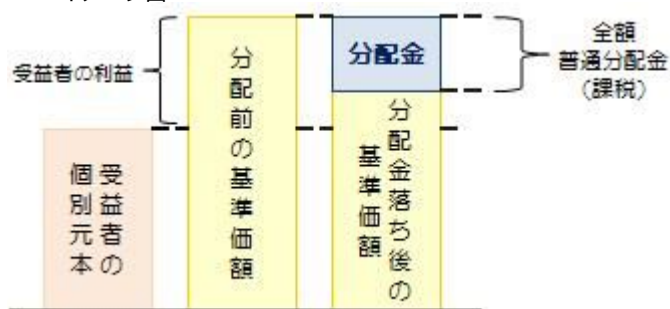 受益者の利益
分配前の基準価額
分配金
全額
普通分配金
(課税)
受益者の
個別元本
分配金落ち後の
基準価額